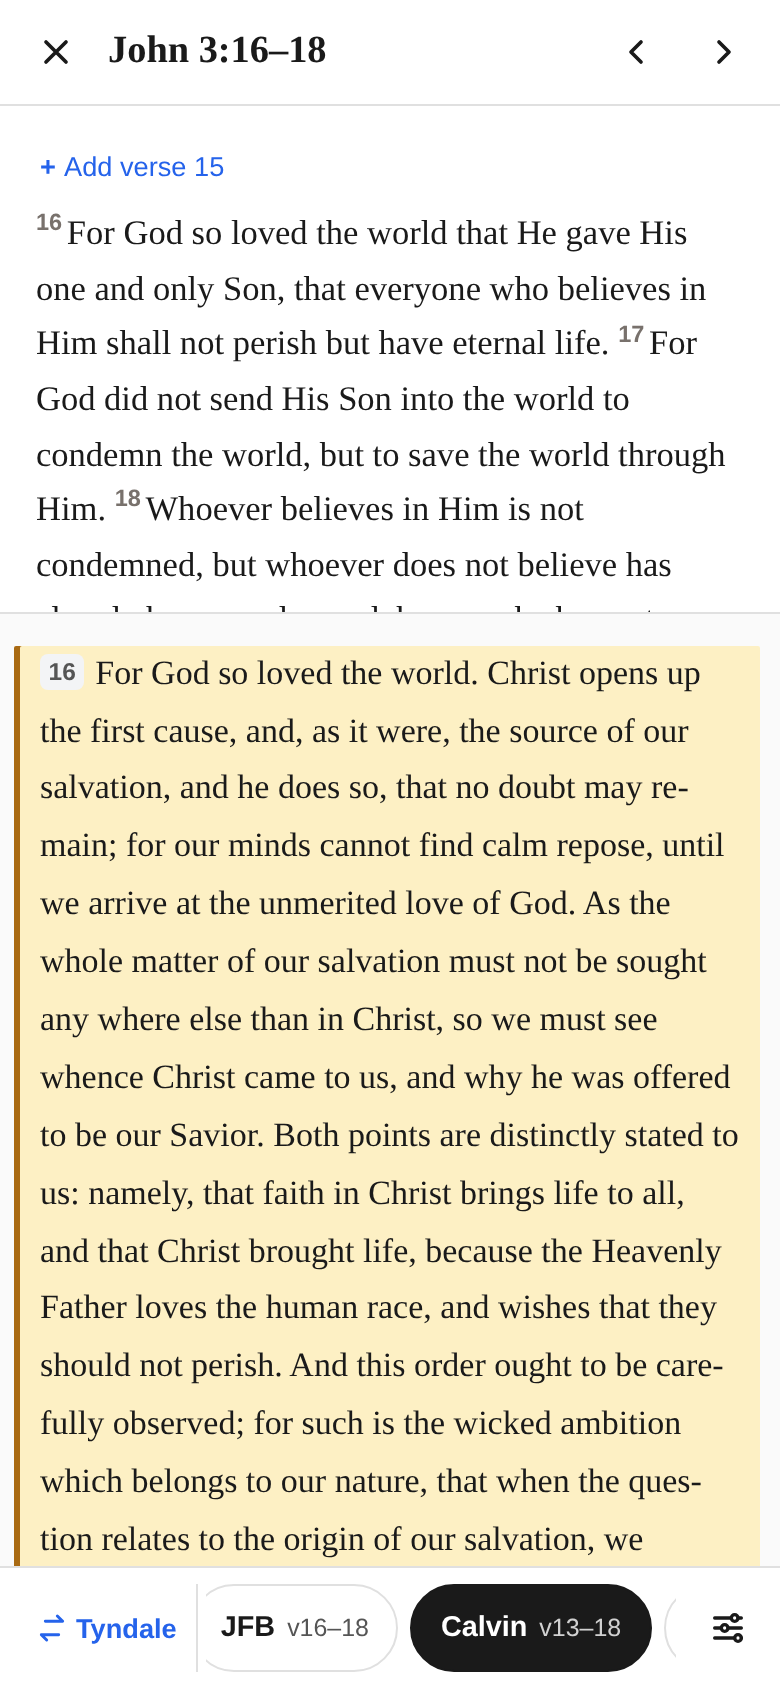 John 3:16–18
+ Add verse 15
16 For God so loved the world that He gave His
one and only Son, that everyone who believes in
Him shall not perish but have eternal life. 17 For
God did not send His Son into the world to
condemn the world, but to save the world through
Him. 18 Whoever believes in Him is not
condemned, but whoever does not believe has
16 For God so loved the world. Christ opens up
the first cause, and, as it were, the source of our
salvation, and he does so, that no doubt may re-
main; for our minds cannot find calm repose, until
we arrive at the unmerited love of God. As the
whole matter of our salvation must not be sought
any where else than in Christ, so we must see
whence Christ came to us, and why he was offered
to be our Savior. Both points are distinctly stated to
us: namely, that faith in Christ brings life to all,
and that Christ brought life, because the Heavenly
Father loves the human race, and wishes that they
should not perish. And this order ought to be care-
fully observed; for such is the wicked ambition
which belongs to our nature, that when the ques-
tion relates to the origin of our salvation, we
Tyndale JFB v16–18 Calvin v13–18